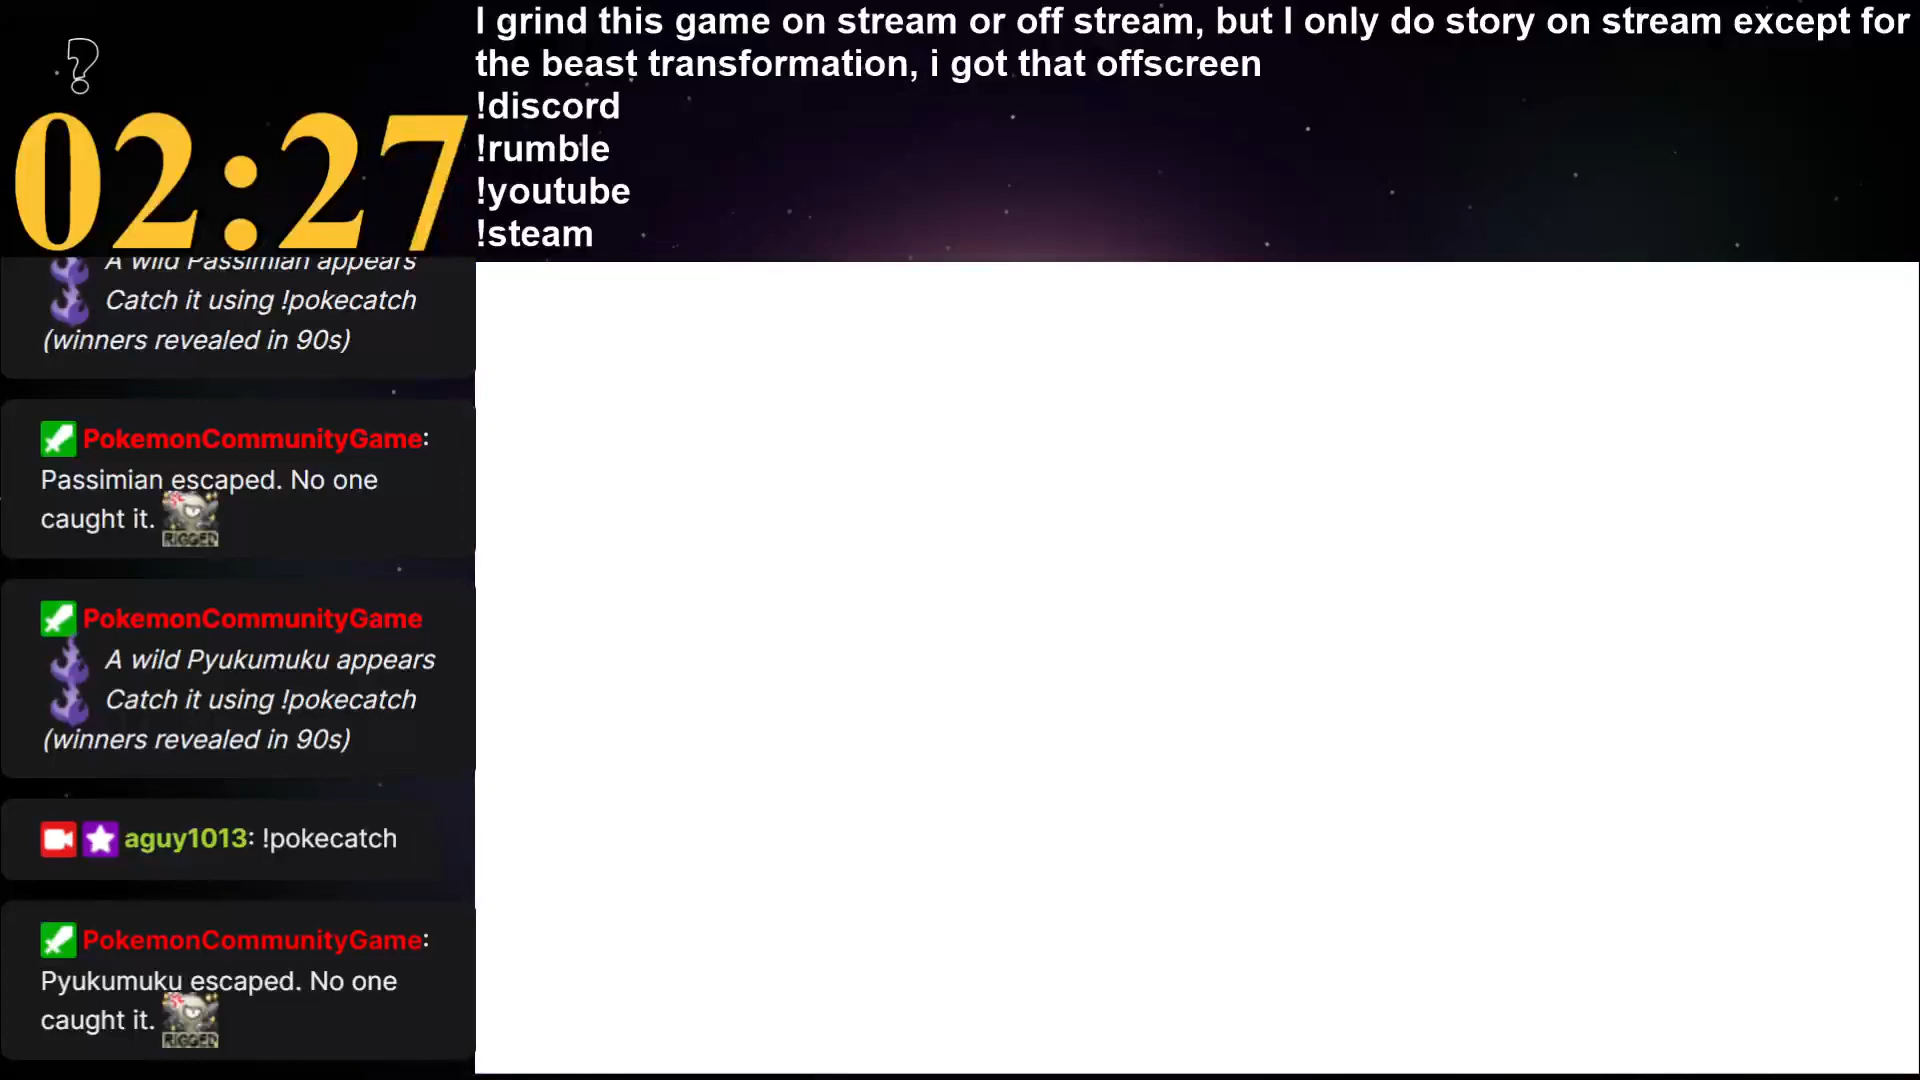 I grind this game on stream or off stream, but I only do story on stream except for
the beast transformation, i got that offscreen
!discord
!rumble
!youtube
!steam
?
02:27
A wild Passimian appears
Catch it using !pokecatch
(winners revealed in 90s)
PokemonCommunityGame:
Passimian escaped. No one
caught it. RIGGED
PokemonCommunityGame
A wild Pyukumuku appears
Catch it using !pokecatch
(winners revealed in 90s)
aguy1013: !pokecatch
PokemonCommunityGame:
Pyukumuku escaped. No one
caught it. RIGGED